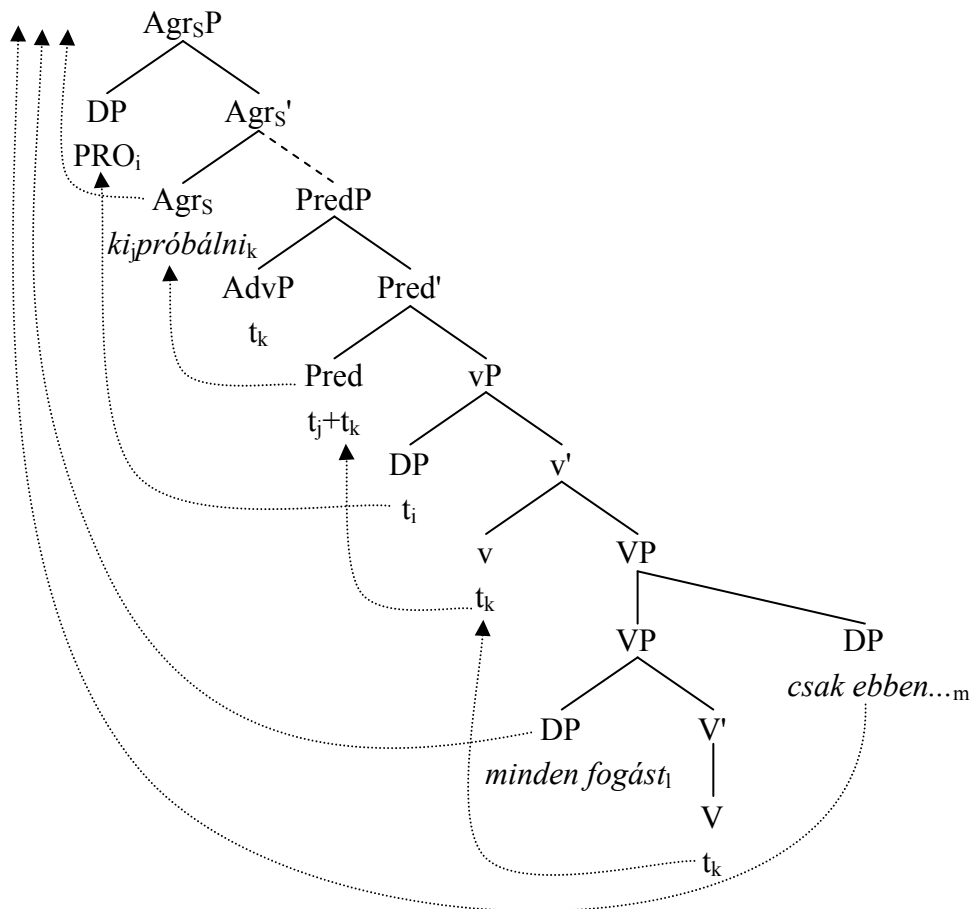 AgrSP
DP AgrS'
PROi
AgrS PredP
kijpróbálnik
AdvP Pred'
tk
Pred vP
tj+tk
DP v'
ti
v VP
tk
VP DP
csak ebben...m
DP V'
minden fogástl
V
tk